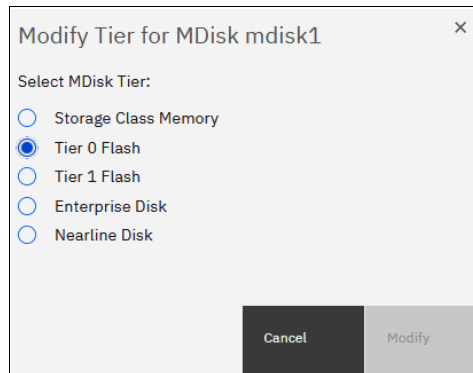 Modify Tier for MDisk mdisk1
Select MDisk Tier:
Storage Class Memory
Tier 0 Flash
Tier 1 Flash
Enterprise Disk
Nearline Disk
Cancel
Modify